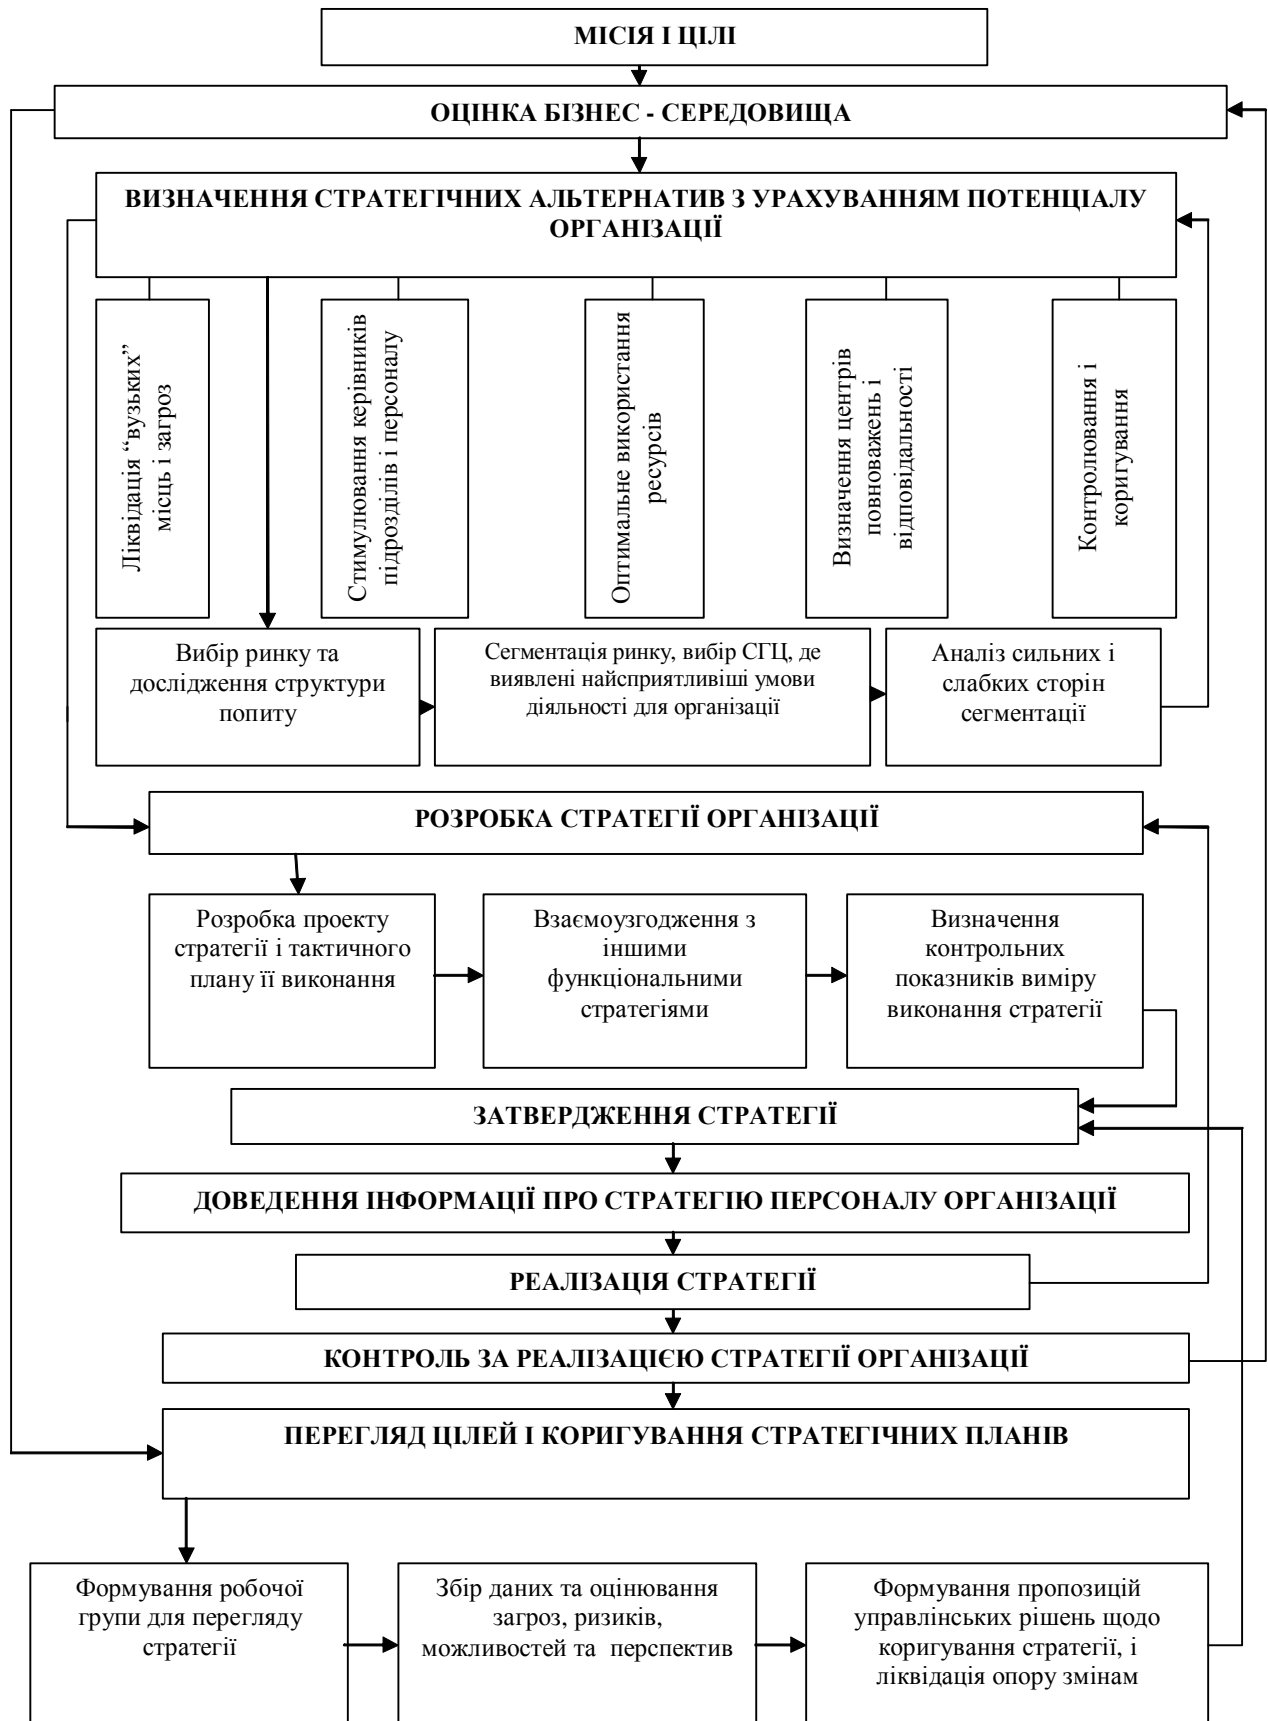 МІСІЯ І ЦІЛІ
ОЦІНКА БІЗНЕС - СЕРЕДОВИЩА
ВИЗНАЧЕННЯ СТРАТЕГІЧНИХ АЛЬТЕРНАТИВ З УРАХУВАННЯМ ПОТЕНЦІАЛУ
ОРГАНІЗАЦІЇ
Ліквідація “вузьких”
місць і загроз
Стимулювання керівників
підрозділів і персоналу
Оптимальне використання
ресурсів
Визначення центрів
повноважень і
відповідальності
Контролювання і
коригування
Вибір ринку та
дослідження структури
попиту
Сегментація ринку, вибір СГЦ, де
виявлені найсприятливіші умови
діяльності для організації
Аналіз сильних і
слабких сторін
сегментації
РОЗРОБКА СТРАТЕГІЇ ОРГАНІЗАЦІЇ
Розробка проекту
стратегії і тактичного
плану її виконання
Взаємоузгодження з
іншими
функціональними
стратегіями
Визначення
контрольних
показників виміру
виконання стратегії
ЗАТВЕРДЖЕННЯ СТРАТЕГІЇ
ДОВЕДЕННЯ ІНФОРМАЦІЇ ПРО СТРАТЕГІЮ ПЕРСОНАЛУ ОРГАНІЗАЦІЇ
РЕАЛІЗАЦІЯ СТРАТЕГІЇ
КОНТРОЛЬ ЗА РЕАЛІЗАЦІЄЮ СТРАТЕГІЇ ОРГАНІЗАЦІЇ
ПЕРЕГЛЯД ЦІЛЕЙ І КОРИГУВАННЯ СТРАТЕГІЧНИХ ПЛАНІВ
Формування робочої
групи для перегляду
стратегії
Збір даних та оцінювання
загроз, ризиків,
можливостей та перспектив
Формування пропозицій
управлінських рішень щодо
коригування стратегії, і
ліквідація опору змінам